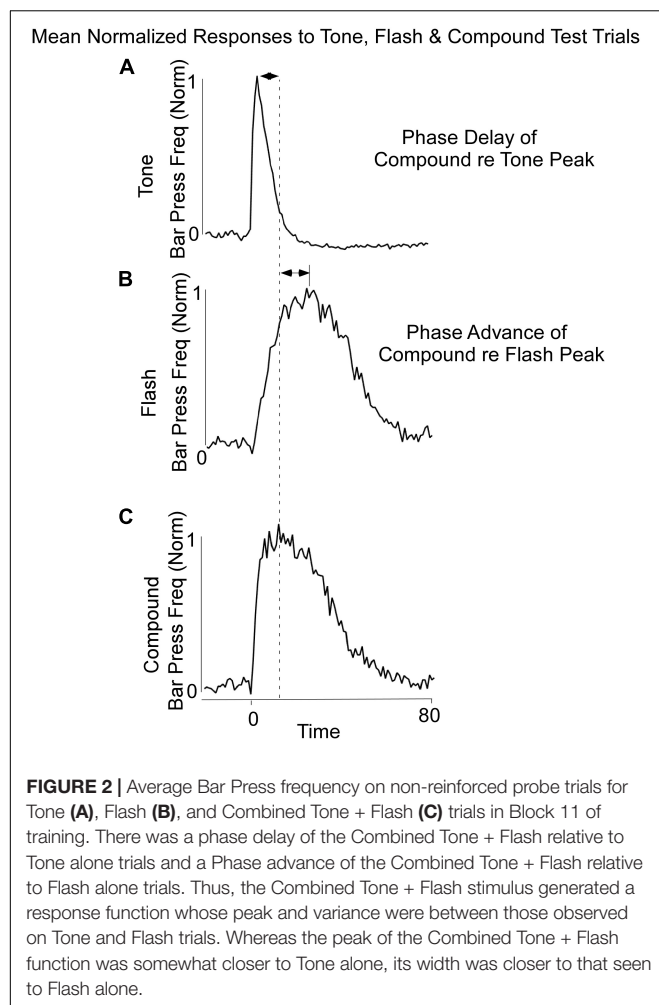 Mean Normalized Responses to Tone, Flash & Compound Test Trials
A
1
0
Tone
Bar Press Freq (Norm)
Phase Delay of
Compound re Tone Peak
B
1
0
Flash
Bar Press Freq (Norm)
Phase Advance of
Compound re Flash Peak
C
1
0
Compound
Bar Press Freq (Norm)
0
80
Time
FIGURE 2 | Average Bar Press frequency on non-reinforced probe trials for
Tone (A), Flash (B), and Combined Tone + Flash (C) trials in Block 11 of
training. There was a phase delay of the Combined Tone + Flash relative to
Tone alone trials and a Phase advance of the Combined Tone + Flash relative
to Flash alone trials. Thus, the Combined Tone + Flash stimulus generated a
response function whose peak and variance were between those observed
on Tone and Flash trials. Whereas the peak of the Combined Tone + Flash
function was somewhat closer to Tone alone, its width was closer to that seen
to Flash alone.